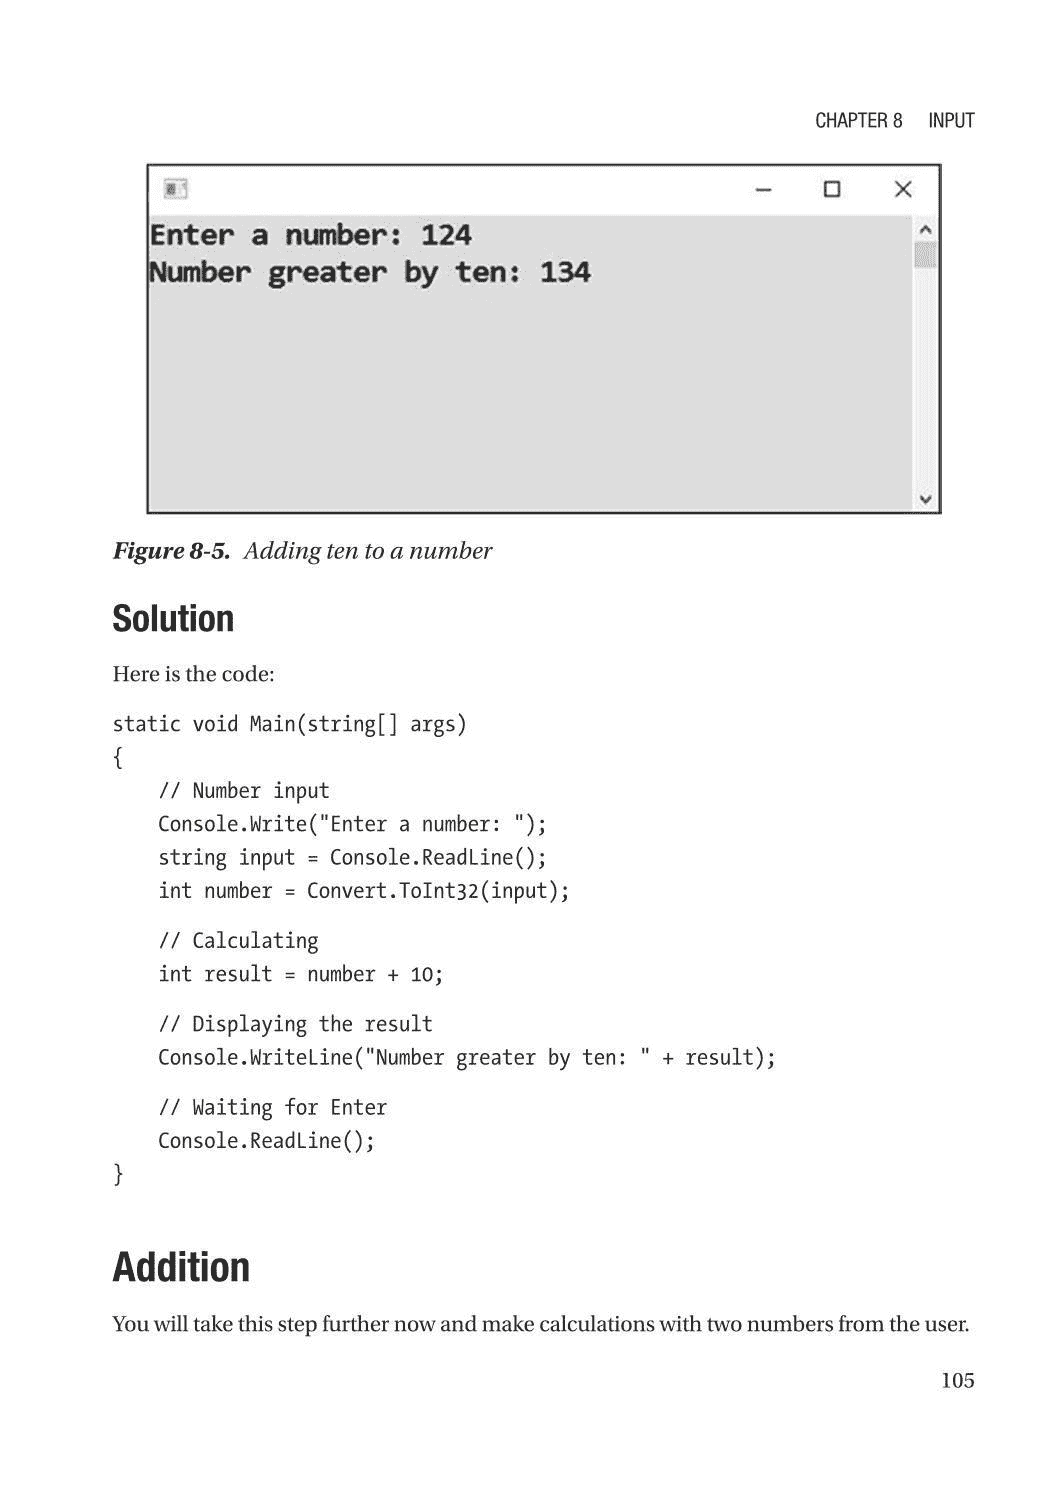 CHAPTER 8 INPUT
Enter a number: 124
Number greater by ten: 134
Figure 8-5. Adding ten to a number
Solution
Here is the code:
static void Main(string[] args)
{
    // Number input
    Console.Write("Enter a number: ");
    string input = Console.ReadLine();
    int number = Convert.ToInt32(input);
    // Calculating
    int result = number + 10;
    // Displaying the result
    Console.WriteLine("Number greater by ten: " + result);
    // Waiting for Enter
    Console.ReadLine();
}
Addition
You will take this step further now and make calculations with two numbers from the user.
105